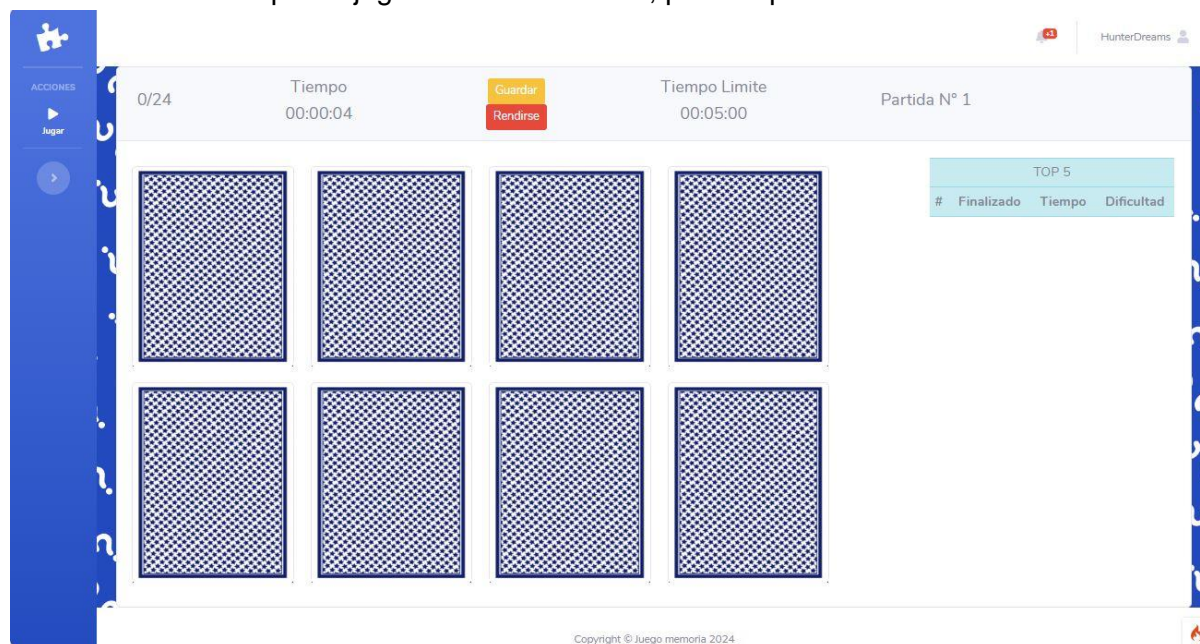 +1
HunterDreams
ACCIONES
Jugar
0/24
Tiempo
00:00:04
Guardar
Rendirse
Tiempo Limite
00:05:00
Partida N° 1
TOP 5
# Finalizado Tiempo Dificultad
Copyright © Juego memoria 2024